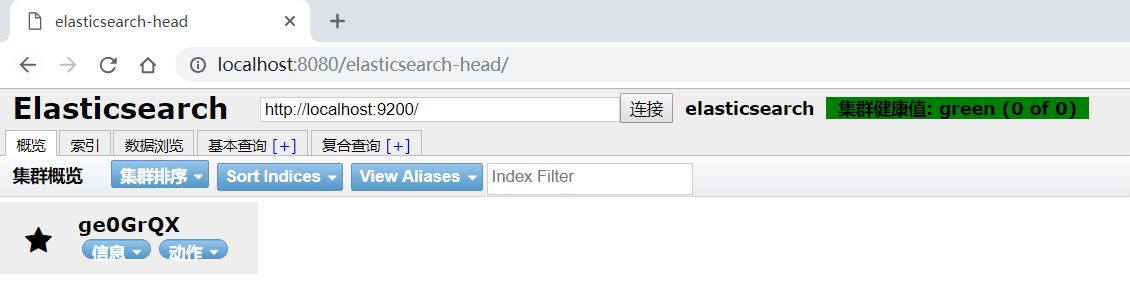 elasticsearch-head
localhost:8080/elasticsearch-head/
Elasticsearch http://localhost:9200/ 连接 elasticsearch 集群健康值: green (0 of 0)
概览 索引 数据浏览 基本查询 [+] 复合查询 [+]
集群概览 集群排序 Sort Indices View Aliases Index Filter
ge0GrQX
信息 动作